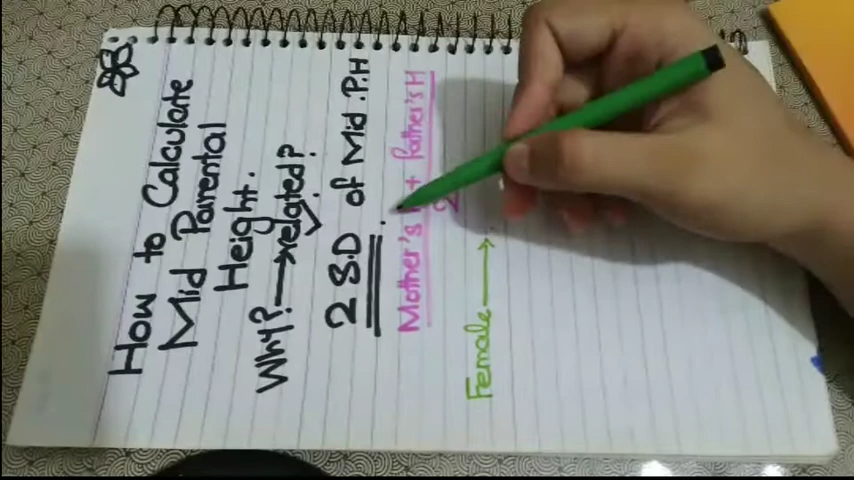 How to Calculate
Mid Parental
Height.
Why? → related?
2 S.D of Mid .P.H
Mother's + father's H
2
Female →